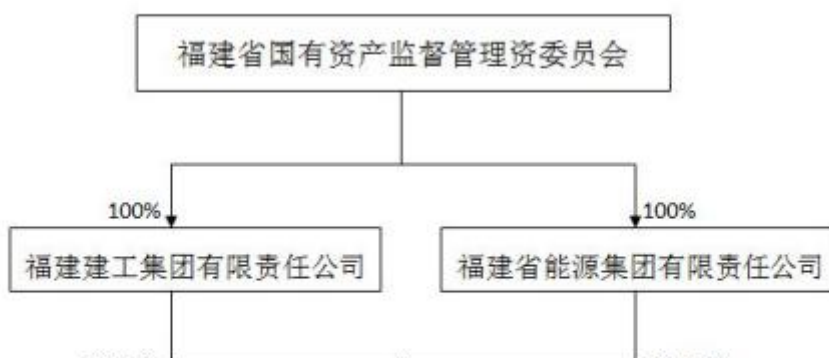 福建省国有资产监督管理资委员会
100%
100%
福建建工集团有限责任公司
福建省能源集团有限责任公司